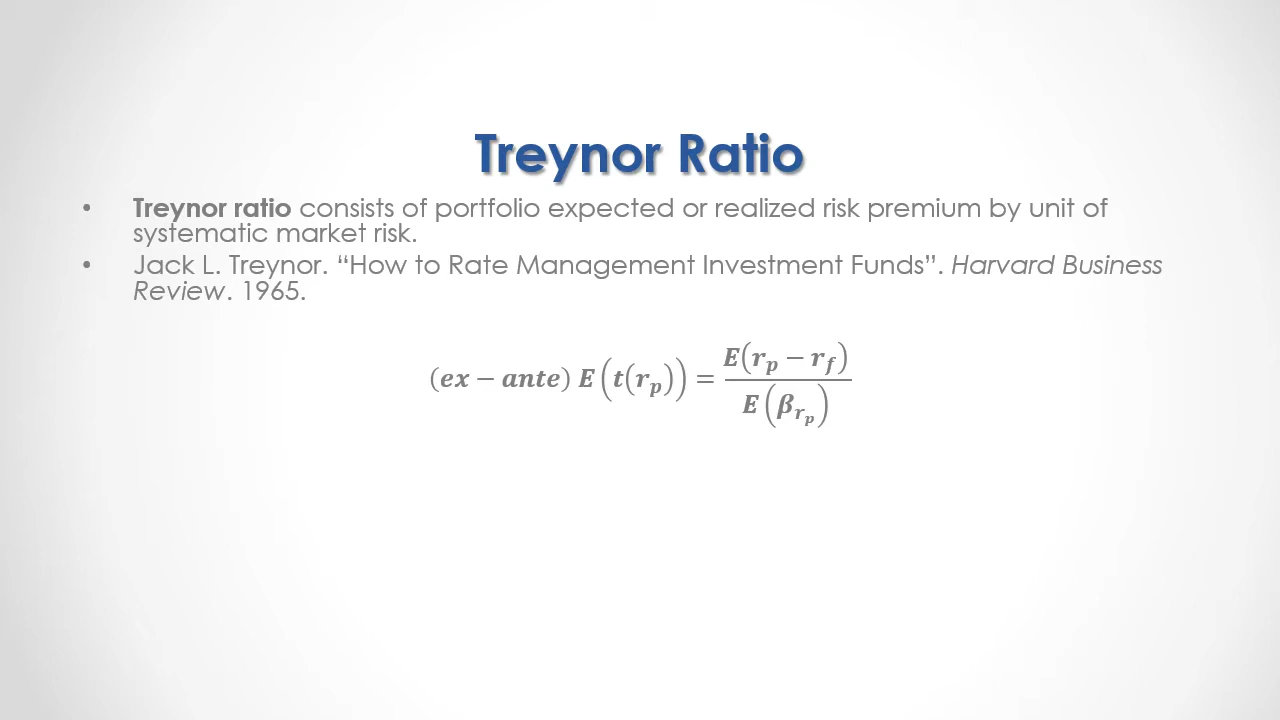 Treynor Ratio
• Treynor ratio consists of portfolio expected or realized risk premium by unit of
systematic market risk.
• Jack L. Treynor. “How to Rate Management Investment Funds”. Harvard Business
Review. 1965.
(ex − ante) E(t(r_p)) = E(r_p − r_f) / E(β_{r_p})